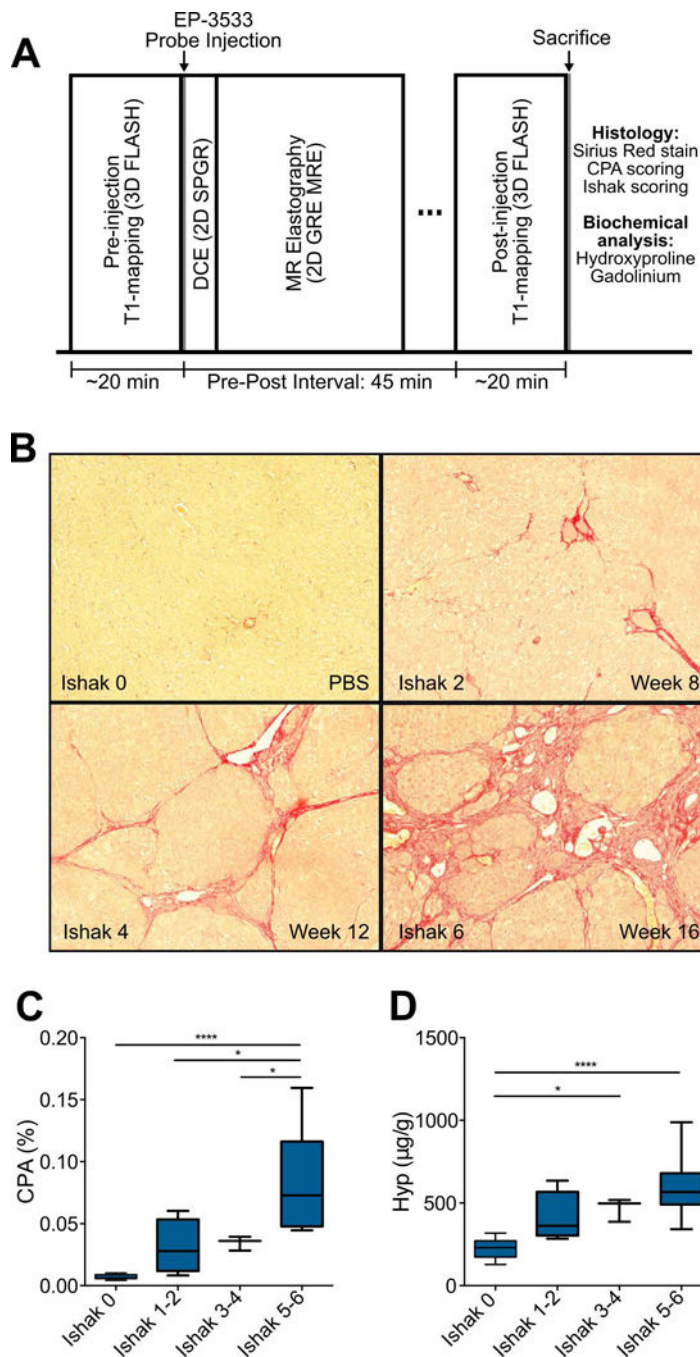 A
EP-3533
Probe Injection
Sacrifice
Pre-injection
T1-mapping (3D FLASH)
DCE (2D SPGR)
MR Elastography
(2D GRE MRE)
...
Post-injection
T1-mapping (3D FLASH)
Histology:
Sirius Red stain
CPA scoring
Ishak scoring
Biochemical
analysis:
Hydroxyproline
Gadolinium
~20 min
Pre-Post Interval: 45 min
~20 min
B
Ishak 0
PBS
Ishak 2
Week 8
Ishak 4
Week 12
Ishak 6
Week 16
C
CPA (%)
0.20
0.15
0.10
0.05
0.00
****
*
*
Ishak 0
Ishak 1-2
Ishak 3-4
Ishak 5-6
D
Hyp (µg/g)
1500
1000
500
0
****
*
Ishak 0
Ishak 1-2
Ishak 3-4
Ishak 5-6